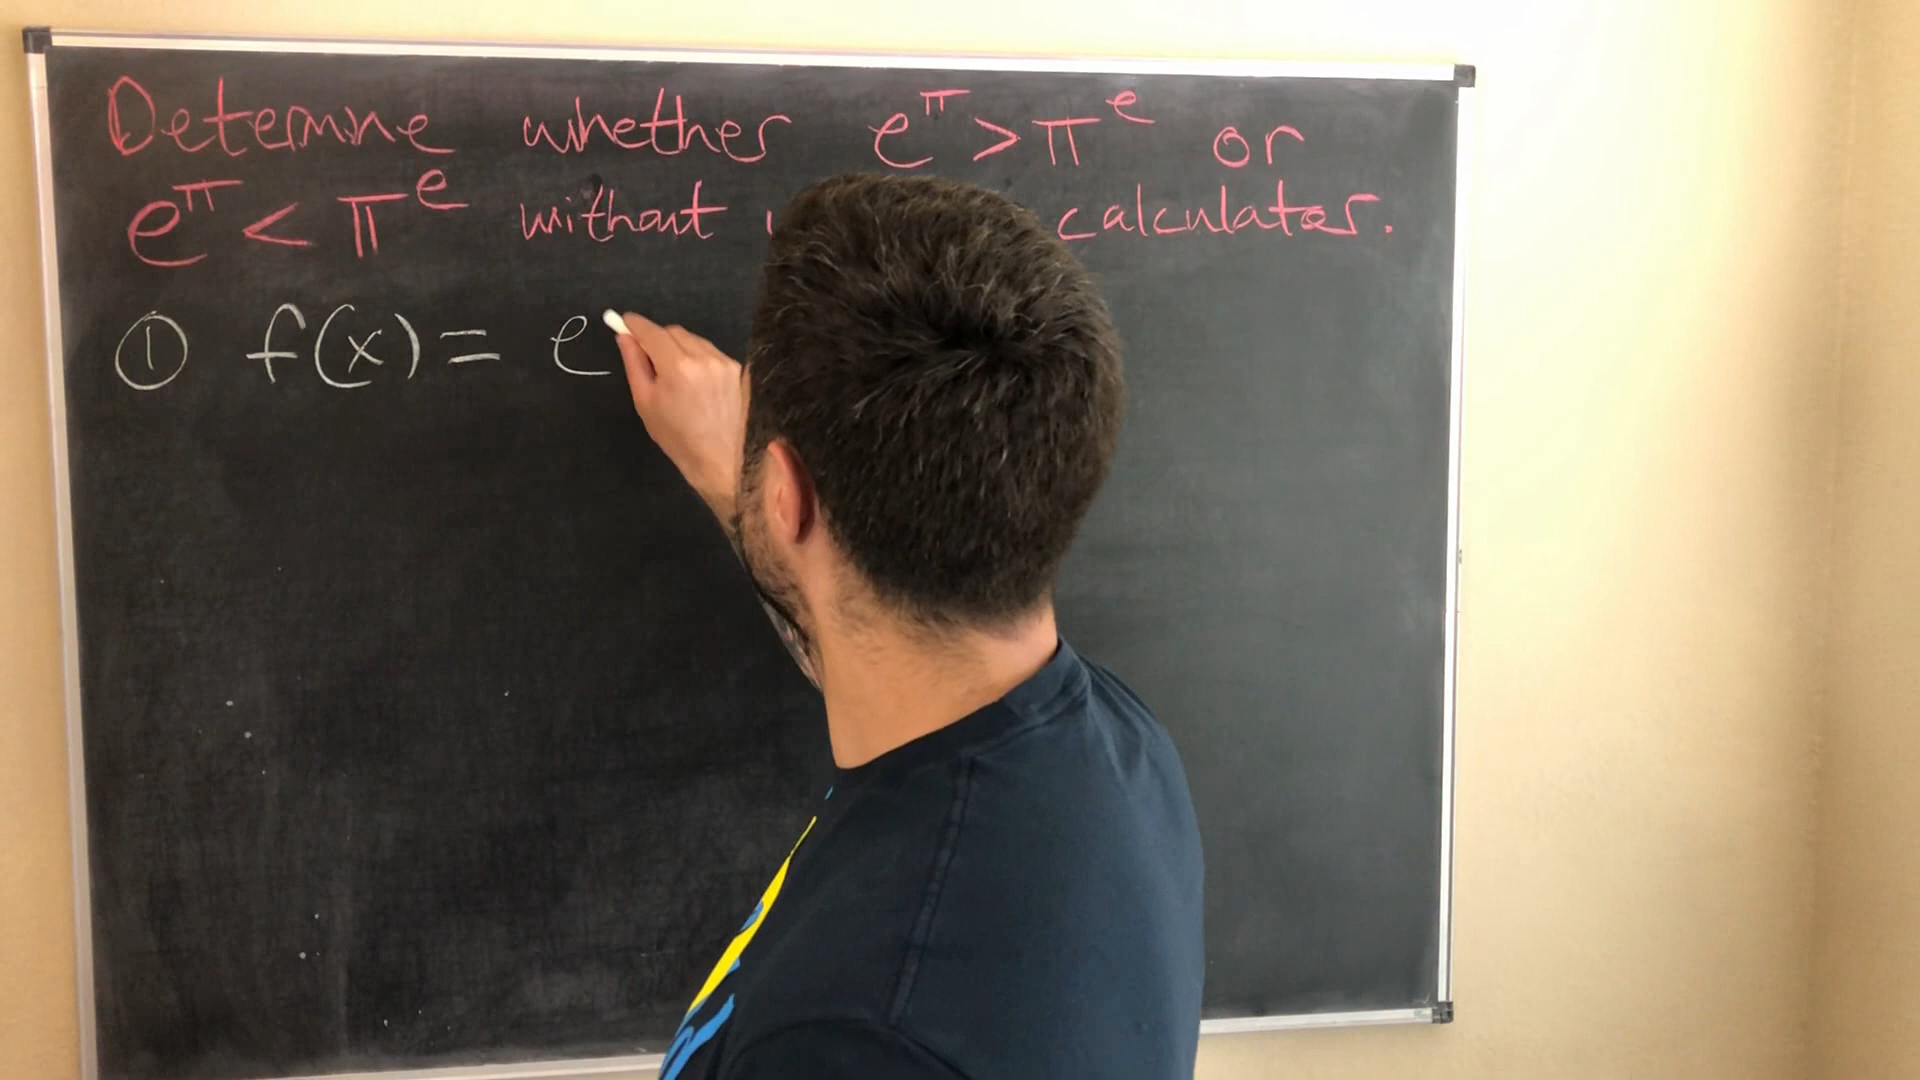 Determine whether e^π > π^e or
e^π < π^e without calculator.
① f(x) = e